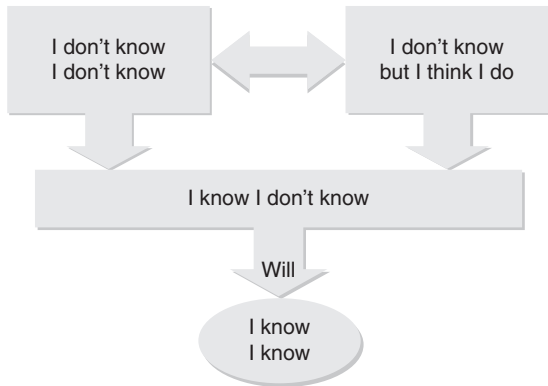 I don't know
I don't know
I don't know
but I think I do
I know I don't know
Will
I know
I know